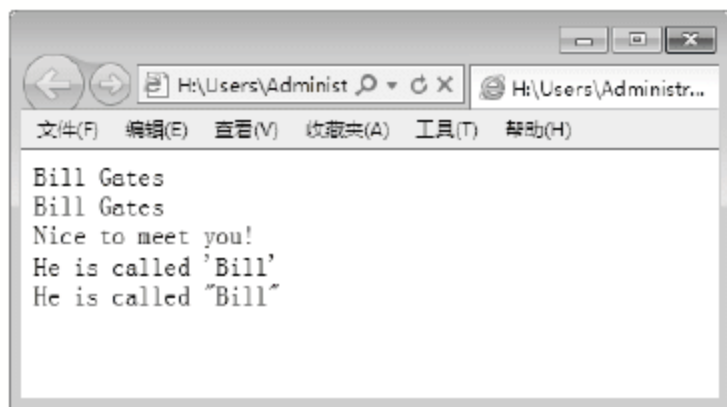 H:\Users\Administ
H:\Users\Administr...
文件(F) 编辑(E) 查看(V) 收藏夹(A) 工具(T) 帮助(H)
Bill Gates
Bill Gates
Nice to meet you!
He is called 'Bill'
He is called "Bill"